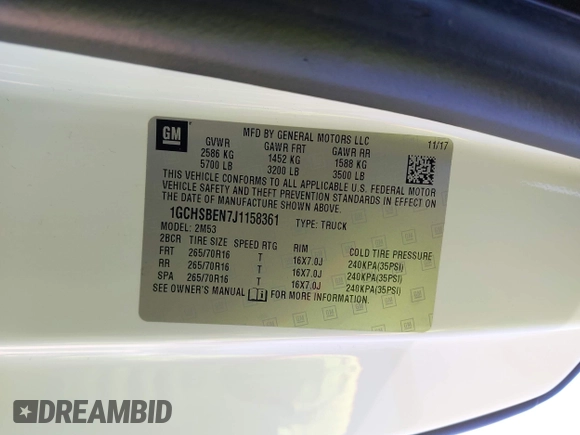 GM
MFD BY GENERAL MOTORS LLC
11/17
GVWR GAWR FRT GAWR RR
2586 KG 1452 KG 1588 KG
5700 LB 3200 LB 3500 LB
THIS VEHICLE CONFORMS TO ALL APPLICABLE U.S. FEDERAL MOTOR
VEHICLE SAFETY AND THEFT PREVENTION STANDARDS IN EFFECT ON
THE DATE OF MANUFACTURE SHOWN ABOVE.
1GCHSBEN7J1158361 TYPE: TRUCK
MODEL: 2M53
2BCR TIRE SIZE SPEED RTG RIM COLD TIRE PRESSURE
FRT 265/70R16 T 16X7.0J 240KPA(35PSI)
RR 265/70R16 T 16X7.0J 240KPA(35PSI)
SPA 265/70R16 T 16X7.0J 240KPA(35PSI)
SEE OWNER'S MANUAL FOR MORE INFORMATION.
DREAMBID